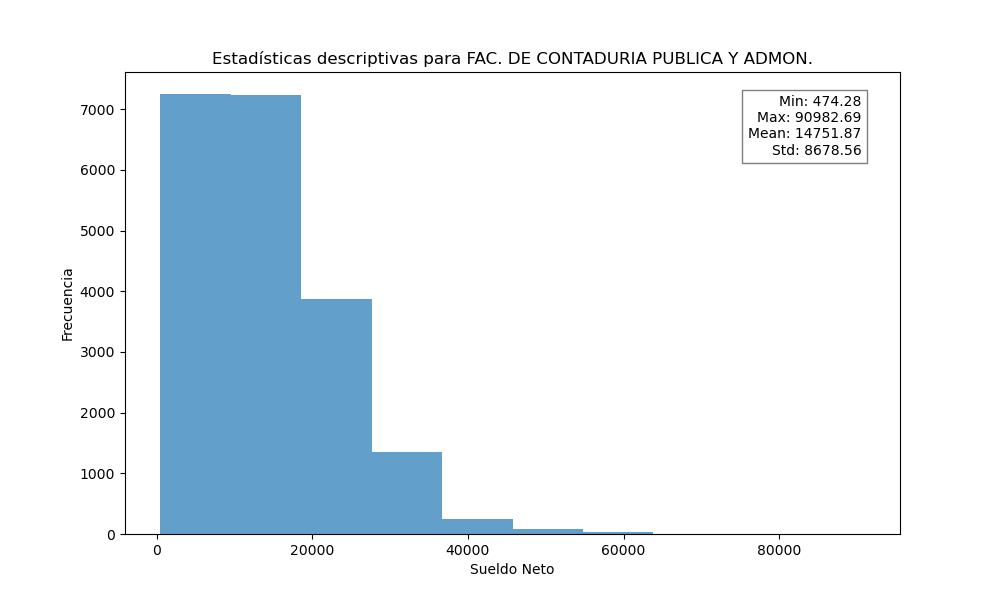 Estadísticas descriptivas para FAC. DE CONTADURIA PUBLICA Y ADMON.
Min: 474.28
Max: 90982.69
Mean: 14751.87
Std: 8678.56
Frecuencia
7000
6000
5000
4000
3000
2000
1000
0
0 20000 40000 60000 80000
Sueldo Neto